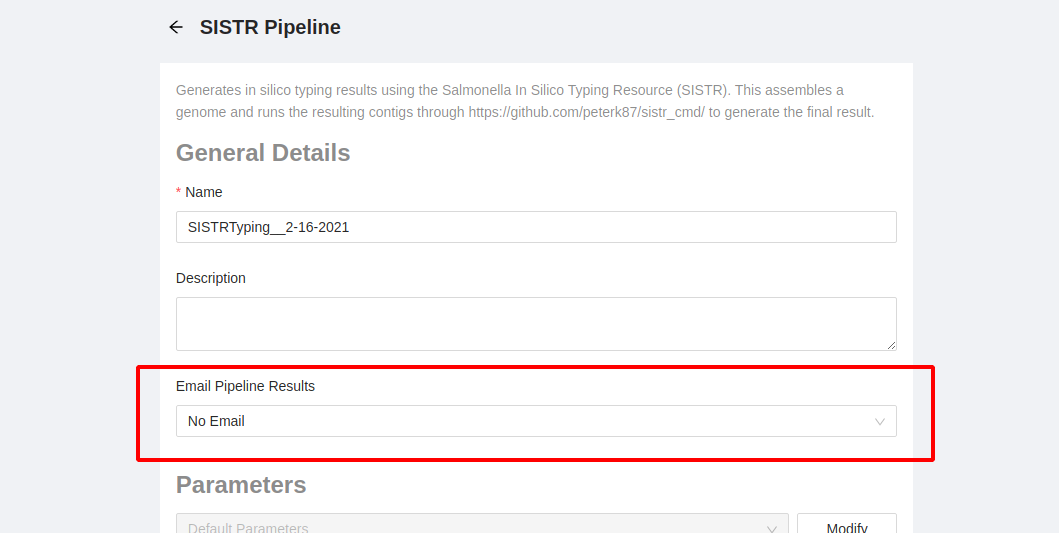 SISTR Pipeline
Generates in silico typing results using the Salmonella In Silico Typing Resource (SISTR). This assembles a
genome and runs the resulting contigs through https://github.com/peterk87/sistr_cmd/ to generate the final result.
General Details
* Name
SISTRTyping__2-16-2021
Description
Email Pipeline Results
No Email
Parameters
Default Parameters
Modify